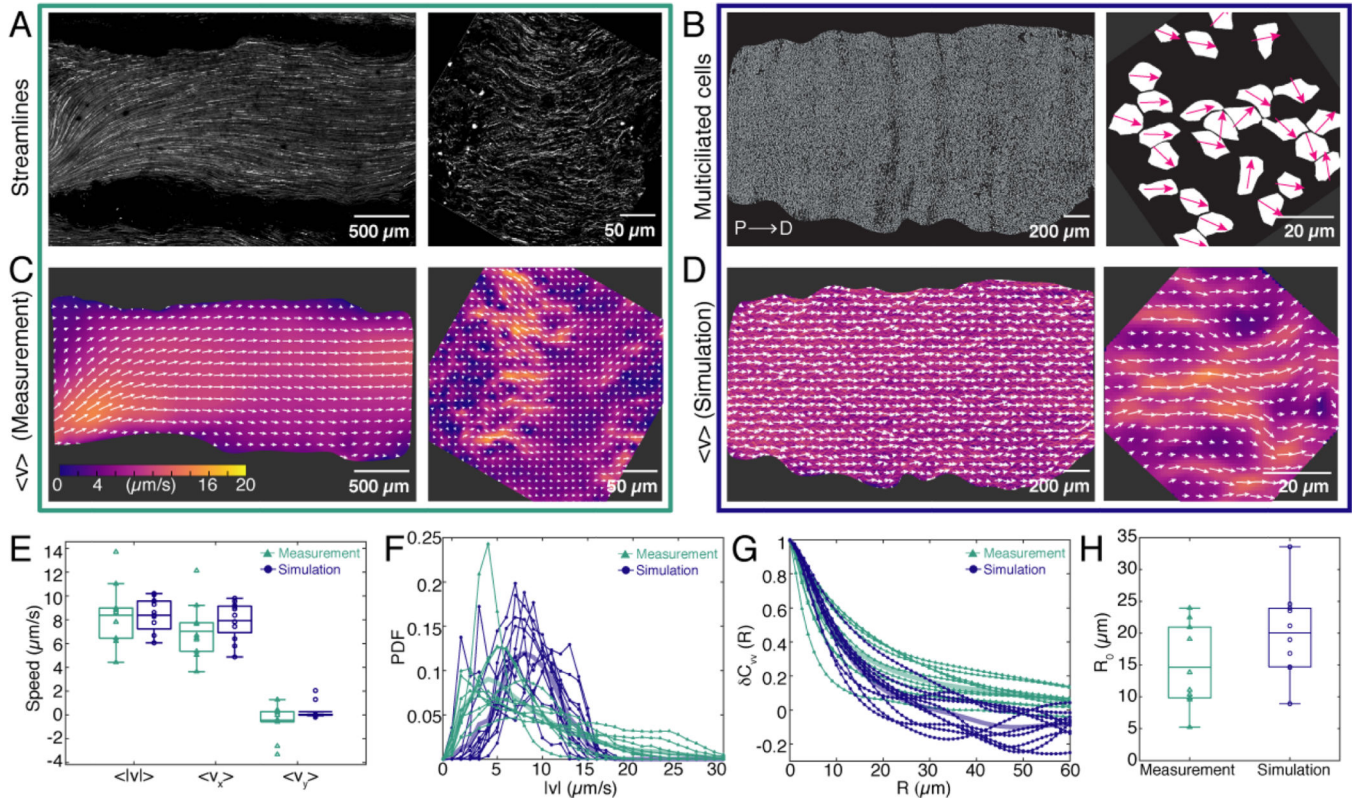 A
Streamlines
500 µm
50 µm
B
Multiciliated cells
P → D
200 µm
20 µm
C
<v> (Measurement)
0 4 (µm/s) 16 20
500 µm
50 µm
D
<v> (Simulation)
200 µm
20 µm
E
Measurement
Simulation
Speed (µm/s)
14
12
10
8
6
4
2
0
-2
-4
<|v|> <v_x> <v_y>
F
Measurement
Simulation
PDF
0.2
0.25
0.15
0.1
0.05
0 5 10 15 20 25 30
|v| (µm/s)
G
Measurement
Simulation
δC_vv (R)
1
0.8
0.6
0.4
0.2
0
-0.2
0 10 20 30 40 50 60
R (µm)
H
R_0 (µm)
35
30
25
20
15
10
5
0
Measurement Simulation